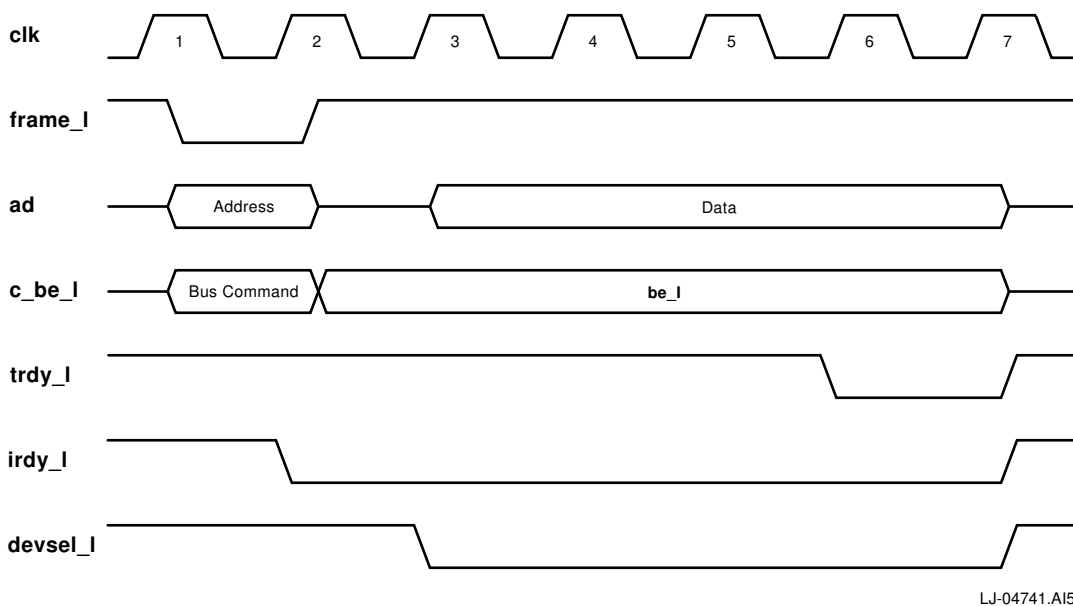 clk 1 2 3 4 5 6 7
frame_l
ad Address Data
c_be_l Bus Command be_l
trdy_l
irdy_l
devsel_l
LJ-04741.AI5